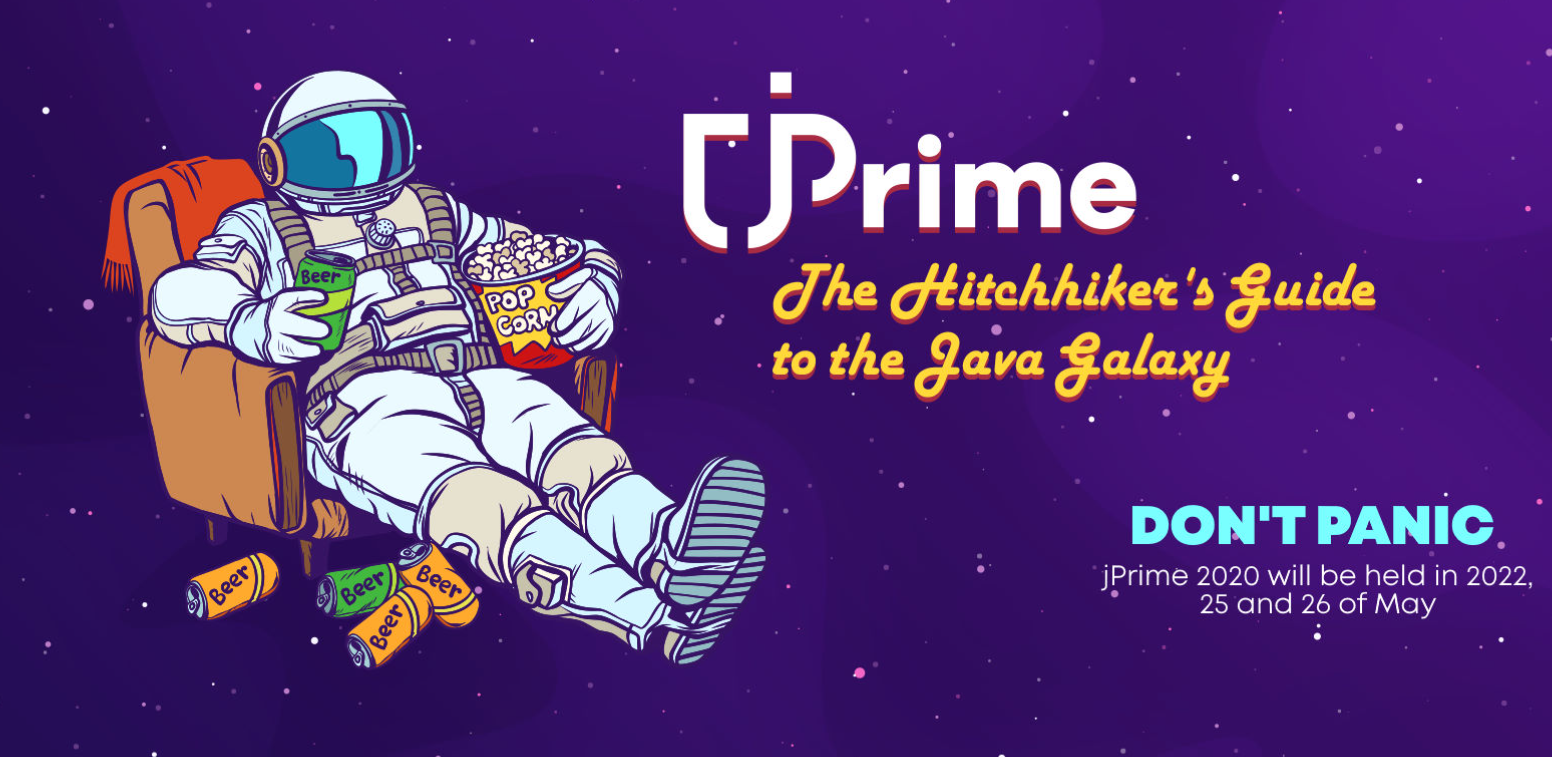 jPrime
The Hitchhiker's Guide
to the Java Galaxy
Beer
POP
CORN
DON'T PANIC
jPrime 2020 will be held in 2022,
25 and 26 of May
Beer
Beer
Beer
Beer